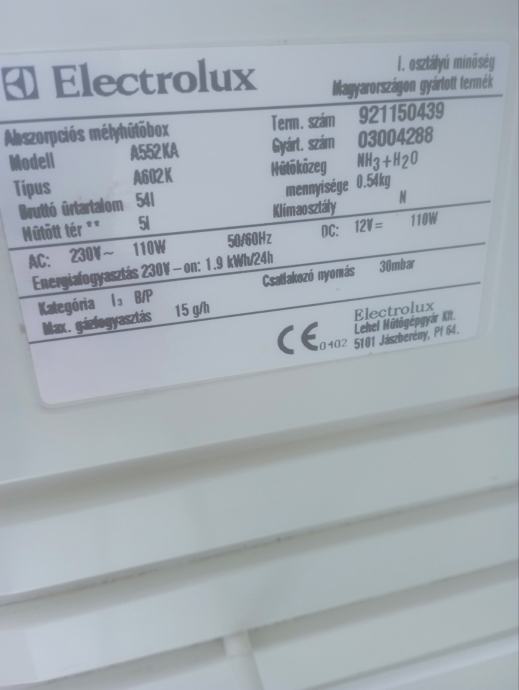 Electrolux
I. osztályú minőség
Magyarországon gyártott termék
Abszorpciós mélyhűtőbox
Modell A552KA
Típus A602K
Bruttó űrtartalom 54l
Hűtött tér ** 5l
Term. szám 921150439
Gyárt. szám 03004288
Hűtőközeg NH3+H2O
mennyisége 0.54kg
Klímaosztály N
AC: 230V~ 110W 50/60Hz DC: 12V= 110W
Energiafogyasztás 230V-on: 1.9 kWh/24h
Kategória I3 B/P Csatlakozó nyomás 30mbar
Max. gázfogyasztás 15 g/h
CE 0402
Electrolux
Lehel Hűtőgépgyár Kft.
5101 Jászberény, Pf 64.